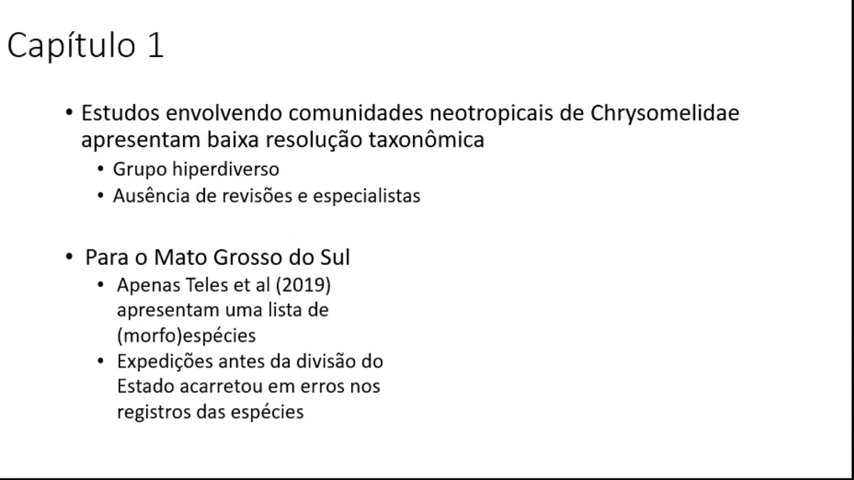 Capítulo 1
• Estudos envolvendo comunidades neotropicais de Chrysomelidae
apresentam baixa resolução taxonômica
• Grupo hiperdiverso
• Ausência de revisões e especialistas
• Para o Mato Grosso do Sul
• Apenas Teles et al (2019)
apresentam uma lista de
(morfo)espécies
• Expedições antes da divisão do
Estado acarretou em erros nos
registros das espécies